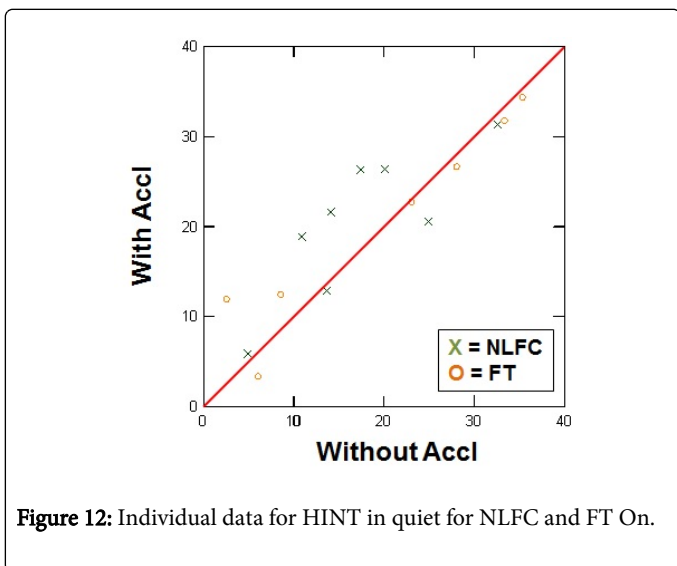 40
30
20
10
0
With Accl
X = NLFC
O = FT
0 10 20 30 40
Without Accl
Figure 12: Individual data for HINT in quiet for NLFC and FT On.